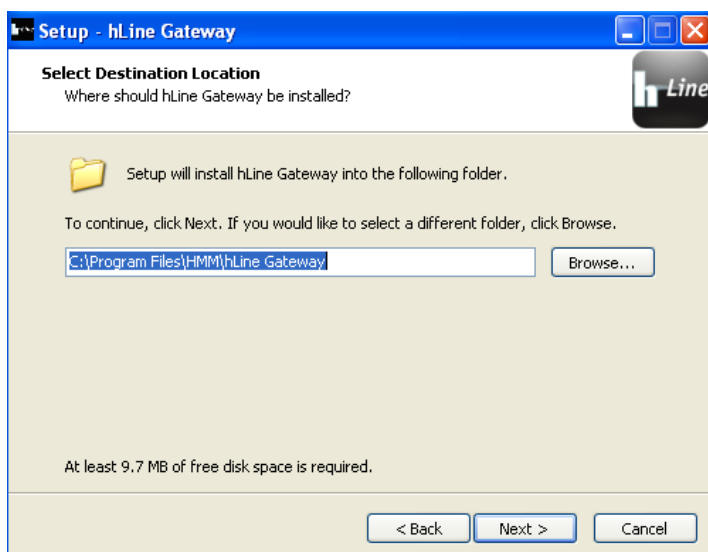 Setup - hLine Gateway
Select Destination Location
Where should hLine Gateway be installed?
h Line
Setup will install hLine Gateway into the following folder.
To continue, click Next. If you would like to select a different folder, click Browse.
C:\Program Files\HMM\hLine Gateway
Browse...
At least 9.7 MB of free disk space is required.
< Back
Next >
Cancel